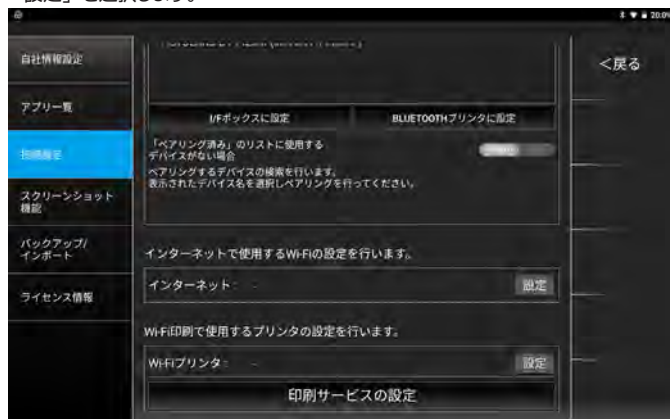 設定」を選択します。
20:09
自社情報設定
アプリ一覧
接続設定
スクリーンショット
機能
バックアップ/
インポート
ライセンス情報
I/Fボックスに設定
BLUETOOTHプリンタに設定
「ペアリング済み」のリストに使用する
デバイスがない場合
ペアリングするデバイスの検索を行います。
表示されたデバイス名を選択しペアリングを行ってください。
インターネットで使用するWi-Fiの設定を行います。
インターネット: -
設定
Wi-Fi印刷で使用するプリンタの設定を行います。
Wi-Fiプリンタ: -
設定
印刷サービスの設定
<戻る